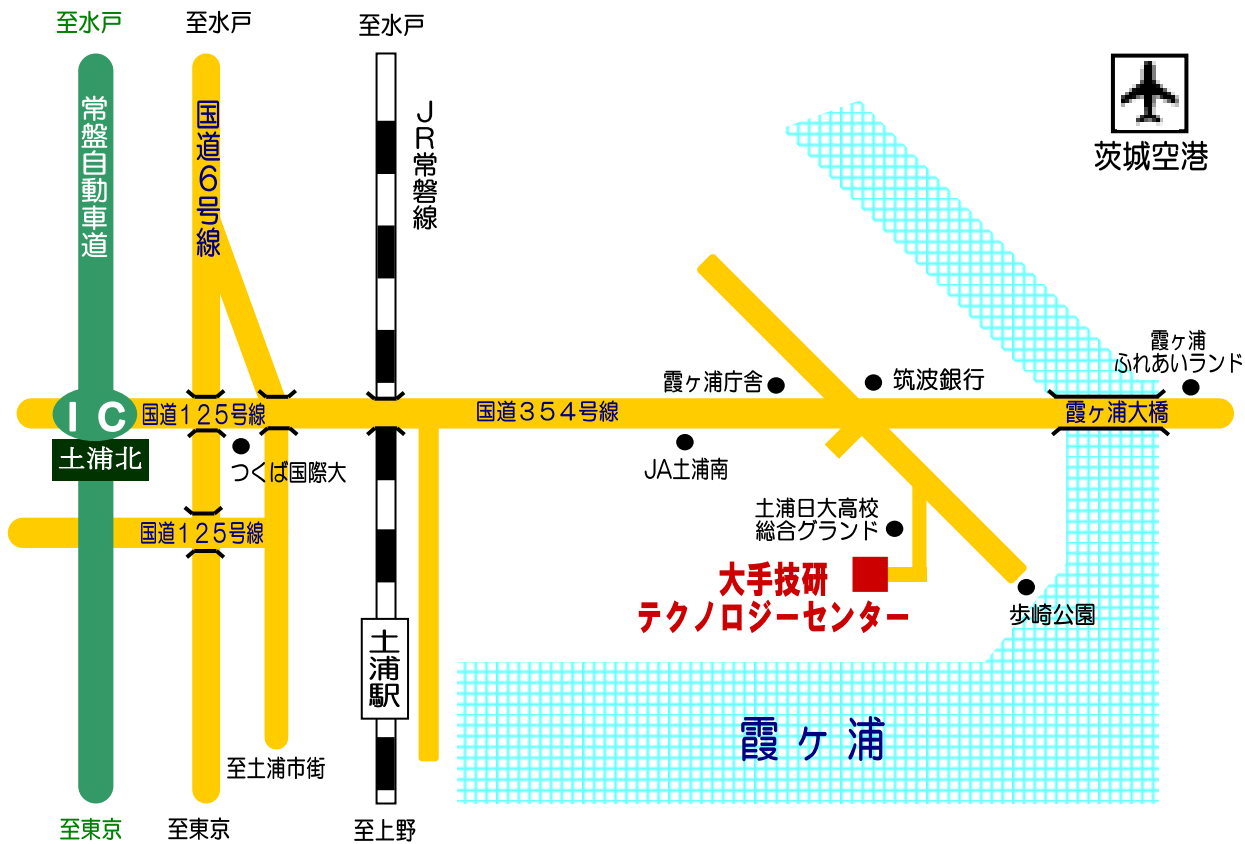 至水戸
至水戸
至水戸
常盤自動車道
国道６号線
ＪＲ常磐線
茨城空港
霞ヶ浦
ふれあいランド
霞ヶ浦庁舎
筑波銀行
ＩＣ
国道１２５号線
国道３５４号線
霞ヶ浦大橋
土浦北
つくば国際大
JA土浦南
土浦日大高校
総合グランド
国道１２５号線
大手技研
テクノロジーセンター
歩崎公園
土浦駅
霞ヶ浦
至土浦市街
至東京
至東京
至上野